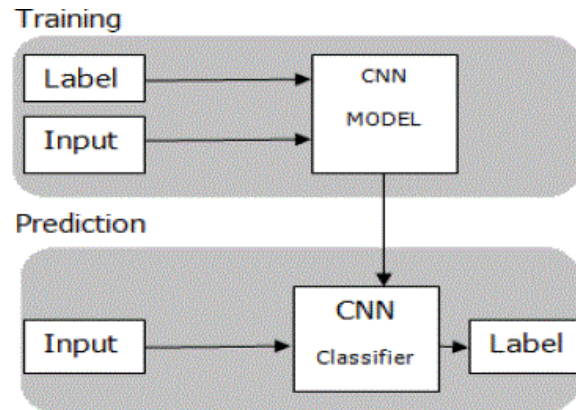 Training
Label
Input
CNN
MODEL
Prediction
Input
CNN
Classifier
Label